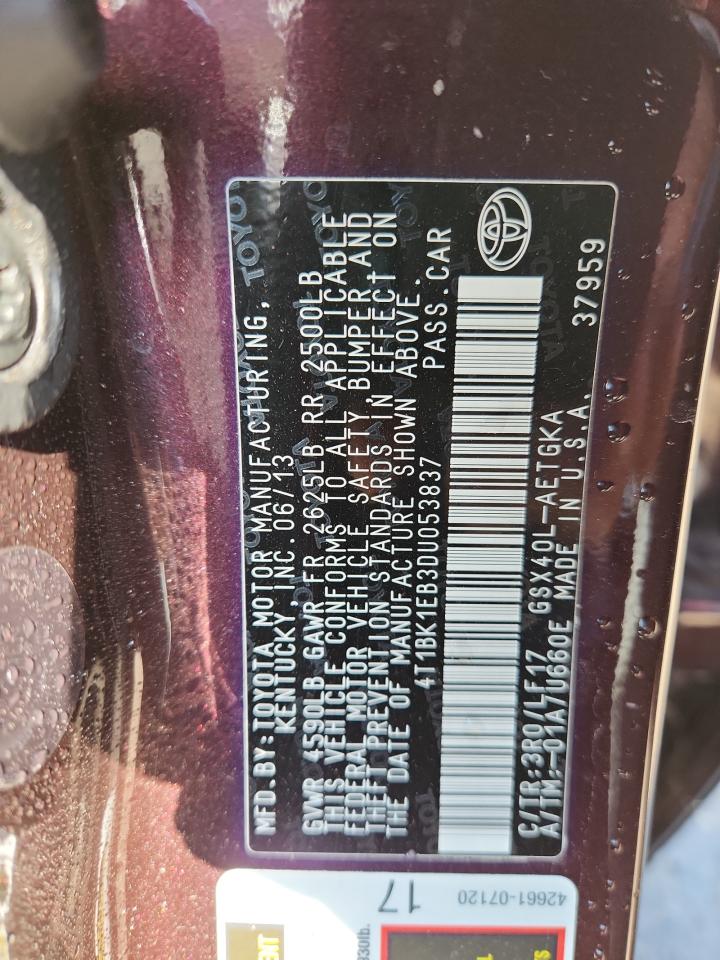 MFD.BY:TOYOTA MOTOR MANUFACTURING,
KENTUCKY,INC.06/13
GVWR 4590LB GAWR FR 2625LB RR 2500LB
THIS VEHICLE CONFORMS TO ALL APPLICABLE
FEDERAL MOTOR VEHICLE SAFETY BUMPER AND
THEFT PREVENTION STANDARDS IN EFFECT ON
THE DATE OF MANUFACTURE SHOWN ABOVE.
4T1BK1EB3DU053837 PASS.CAR
C/TR:3R0/LF17 GSX40L-AETGKA
A/TM:-01A/U660E MADE IN U.S.A. 37959
17
42661-07120